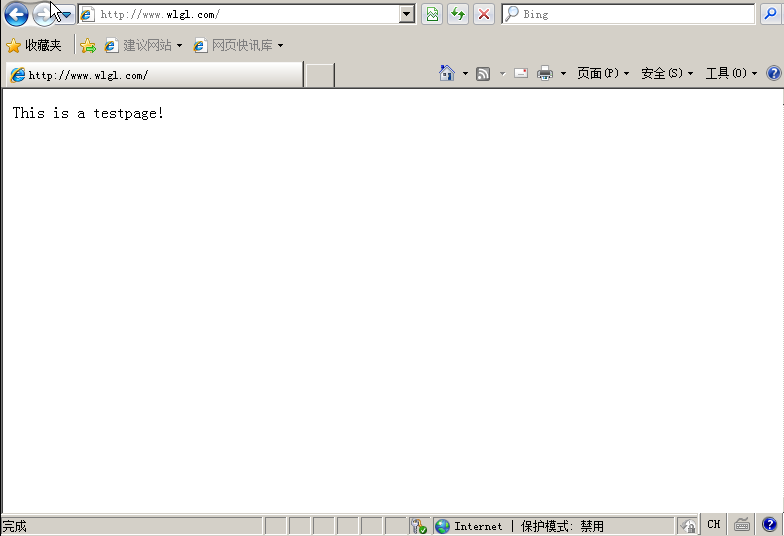 http://www.wlgl.com/
Bing
收藏夹 建议网站 网页快讯库
http://www.wlgl.com/ 页面(P) 安全(S) 工具(O)
This is a testpage!
完成 Internet | 保护模式: 禁用 CH